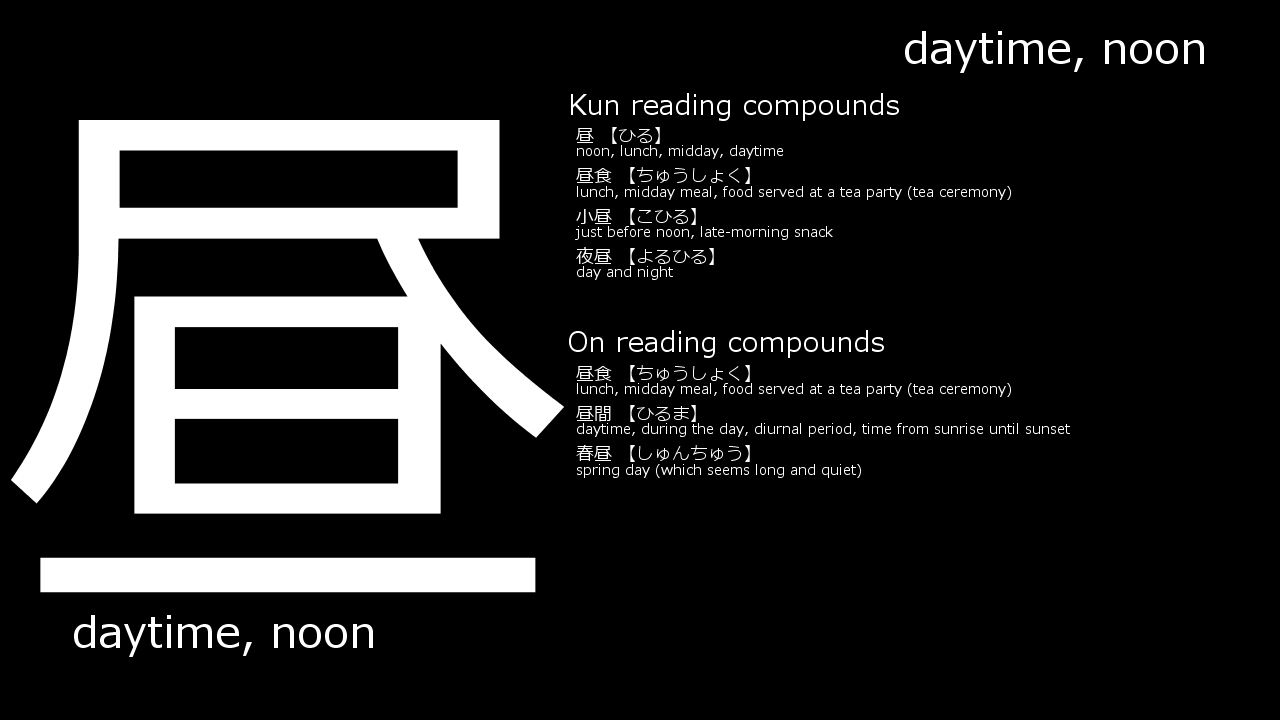 daytime, noon
昼
daytime, noon
Kun reading compounds
昼 【ひる】
noon, lunch, midday, daytime
昼食 【ちゅうしょく】
lunch, midday meal, food served at a tea party (tea ceremony)
小昼 【こひる】
just before noon, late-morning snack
夜昼 【よるひる】
day and night
On reading compounds
昼食 【ちゅうしょく】
lunch, midday meal, food served at a tea party (tea ceremony)
昼間 【ひるま】
daytime, during the day, diurnal period, time from sunrise until sunset
春昼 【しゅんちゅう】
spring day (which seems long and quiet)